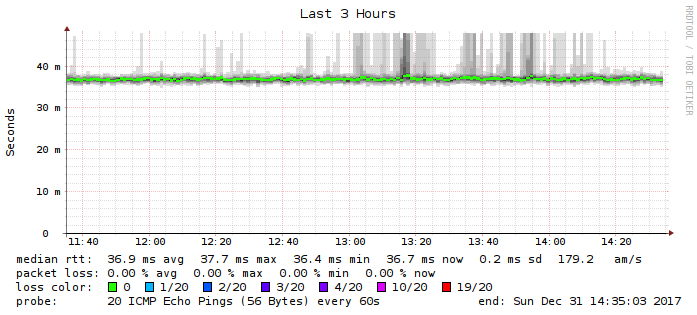 Last 3 Hours
RRDTOOL / TOBI OETIKER
Seconds
40 m
30 m
20 m
10 m
0
11:40 12:00 12:20 12:40 13:00 13:20 13:40 14:00 14:20
median rtt: 36.9 ms avg 37.7 ms max 36.4 ms min 36.7 ms now 0.2 ms sd 179.2 am/s
packet loss: 0.00 % avg 0.00 % max 0.00 % min 0.00 % now
loss color: 0 1/20 2/20 3/20 4/20 10/20 19/20
probe: 20 ICMP Echo Pings (56 Bytes) every 60s end: Sun Dec 31 14:35:03 2017